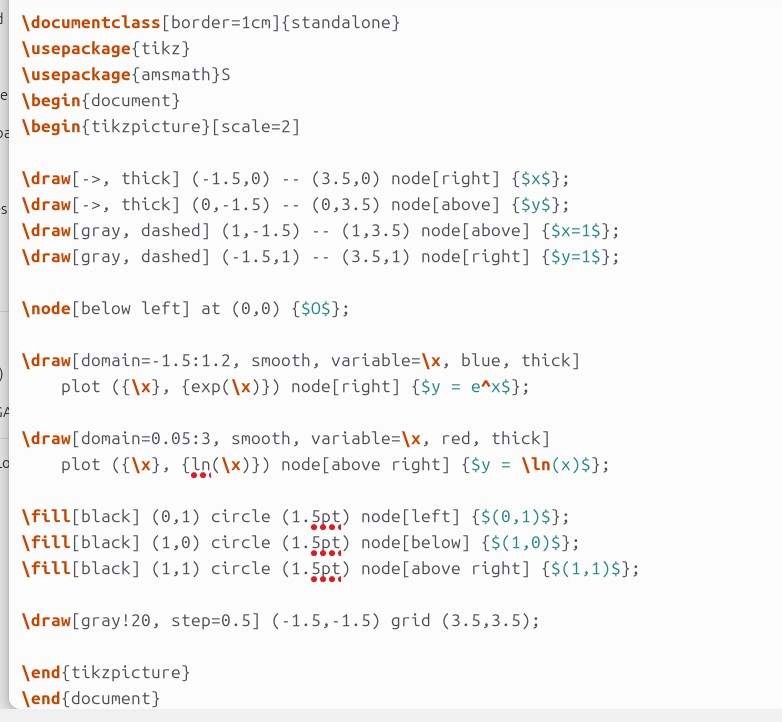 \documentclass[border=1cm]{standalone}
\usepackage{tikz}
\usepackage{amsmath}S
\begin{document}
\begin{tikzpicture}[scale=2]
\draw[->, thick] (-1.5,0) -- (3.5,0) node[right] {$x$};
\draw[->, thick] (0,-1.5) -- (0,3.5) node[above] {$y$};
\draw[gray, dashed] (1,-1.5) -- (1,3.5) node[above] {$x=1$};
\draw[gray, dashed] (-1.5,1) -- (3.5,1) node[right] {$y=1$};
\node[below left] at (0,0) {$O$};
\draw[domain=-1.5:1.2, smooth, variable=\x, blue, thick]
    plot ({\x}, {exp(\x)}) node[right] {$y = e^x$};
\draw[domain=0.05:3, smooth, variable=\x, red, thick]
    plot ({\x}, {ln(\x)}) node[above right] {$y = \ln(x)$};
\fill[black] (0,1) circle (1.5pt) node[left] {$(0,1)$};
\fill[black] (1,0) circle (1.5pt) node[below] {$(1,0)$};
\fill[black] (1,1) circle (1.5pt) node[above right] {$(1,1)$};
\draw[gray!20, step=0.5] (-1.5,-1.5) grid (3.5,3.5);
\end{tikzpicture}
\end{document}